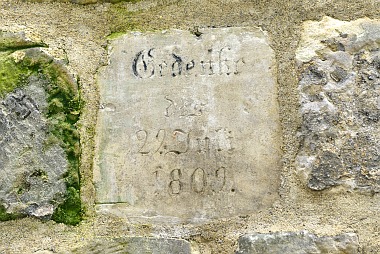 Gedenke
des
29. Juli
1809.